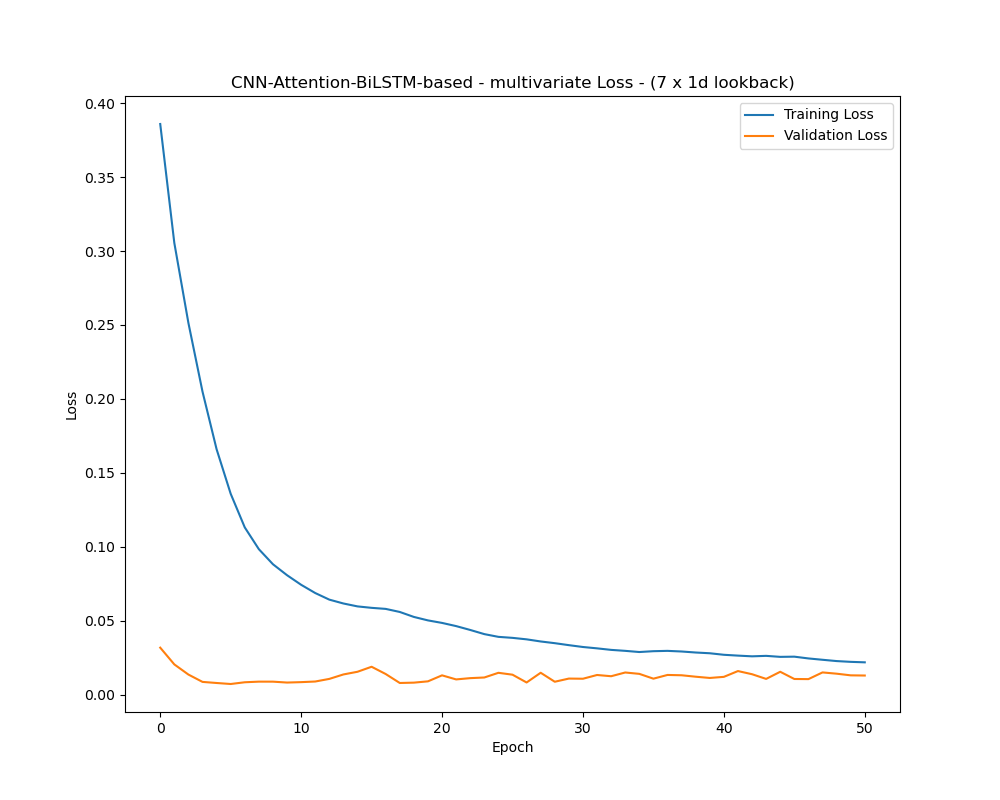 CNN-Attention-BiLSTM-based - multivariate Loss - (7 x 1d lookback)
Training Loss
Validation Loss
0.40
0.35
0.30
0.25
0.20
0.15
0.10
0.05
0.00
Loss
0 10 20 30 40 50
Epoch